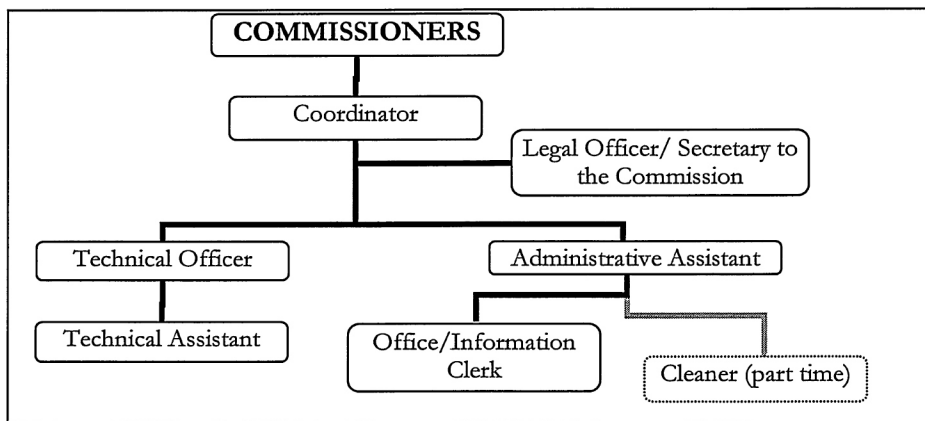 COMMISSIONERS
Coordinator
Legal Officer/ Secretary to
the Commission
Technical Officer
Administrative Assistant
Technical Assistant
Office/Information
Clerk
Cleaner (part time)